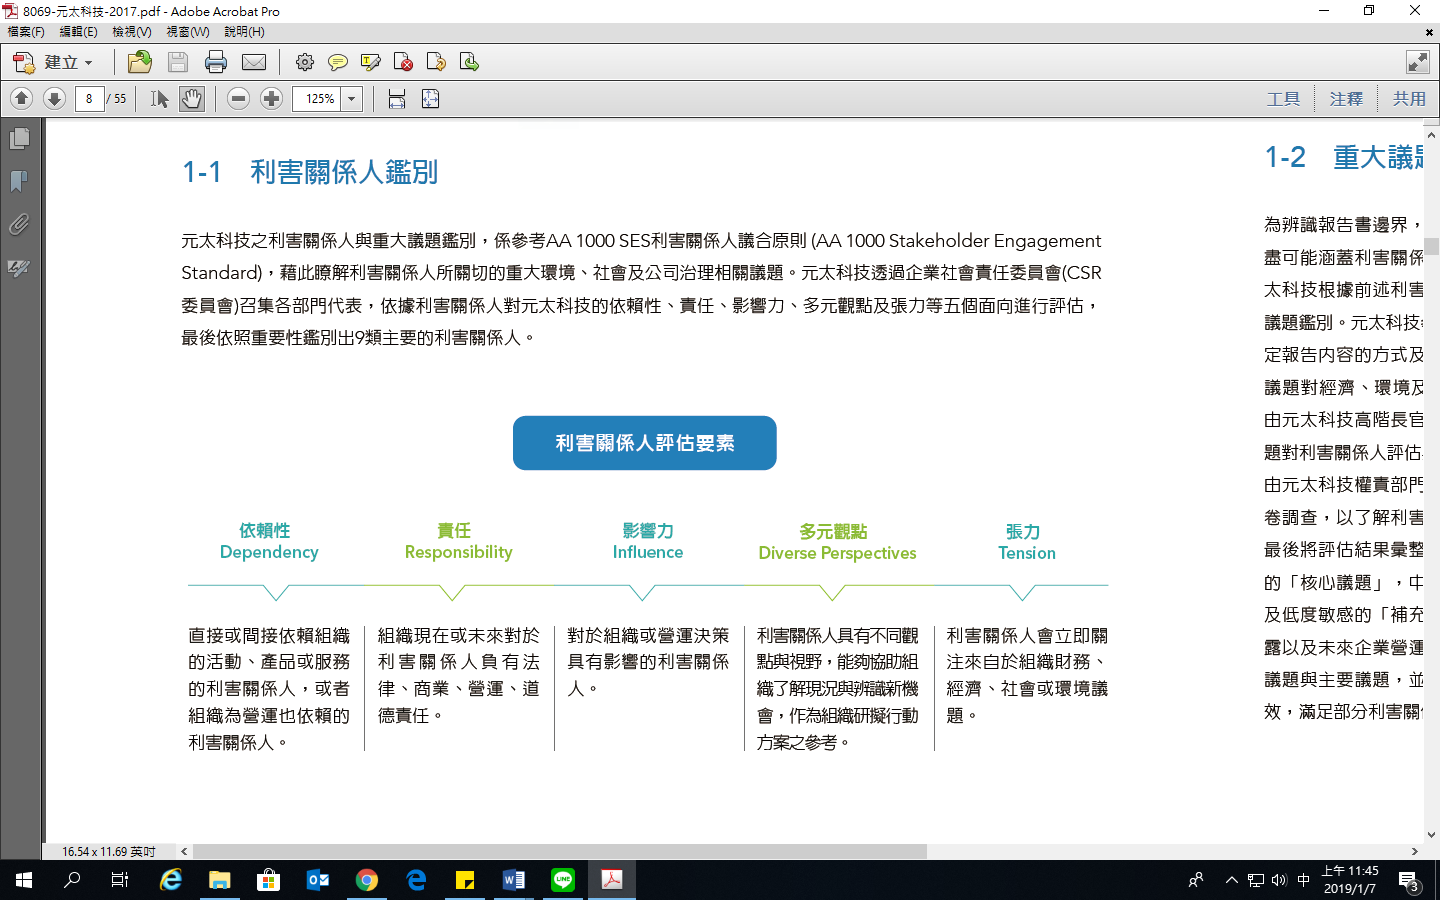 8069-元太科技-2017.pdf - Adobe Acrobat Pro
檔案(F) 編輯(E) 檢視(V) 視窗(W) 說明(H)
建立
8 / 55 125% 工具 注釋 共用
1-1 利害關係人鑑別
元太科技之利害關係人與重大議題鑑別，係參考AA 1000 SES利害關係人議合原則 (AA 1000 Stakeholder Engagement
Standard)，藉此瞭解利害關係人所關切的重大環境、社會及公司治理相關議題。元太科技透過企業社會責任委員會(CSR
委員會)召集各部門代表，依據利害關係人對元太科技的依賴性、責任、影響力、多元觀點及張力等五個面向進行評估，
最後依照重要性鑑別出9類主要的利害關係人。
利害關係人評估要素
依賴性
Dependency
直接或間接依賴組織
的活動、產品或服務
的利害關係人，或者
組織為營運也依賴的
利害關係人。
責任
Responsibility
組織現在或未來對於
利害關係人負有法
律、商業、營運、道
德責任。
影響力
Influence
對於組織或營運決策
具有影響的利害關係
人。
多元觀點
Diverse Perspectives
利害關係人具有不同觀
點與視野，能夠協助組
織了解現況與辨識新機
會，作為組織研擬行動
方案之參考。
張力
Tension
利害關係人會立即關
注來自於組織財務、
經濟、社會或環境議
題。
1-2 重大議題
為辨識報告書邊界，
盡可能涵蓋利害關係
太科技根據前述利害
議題鑑別。元太科技
定報告內容的方式及
議題對經濟、環境及
由元太科技高階長官
題對利害關係人評估
由元太科技權責部門
卷調查，以了解利害
最後將評估結果彙整
的「核心議題」，中
及低度敏感的「補充
露以及未來企業營運
議題與主要議題，並
效，滿足部分利害關
16.54 x 11.69 英吋
中
上午 11:45
2019/1/7
3